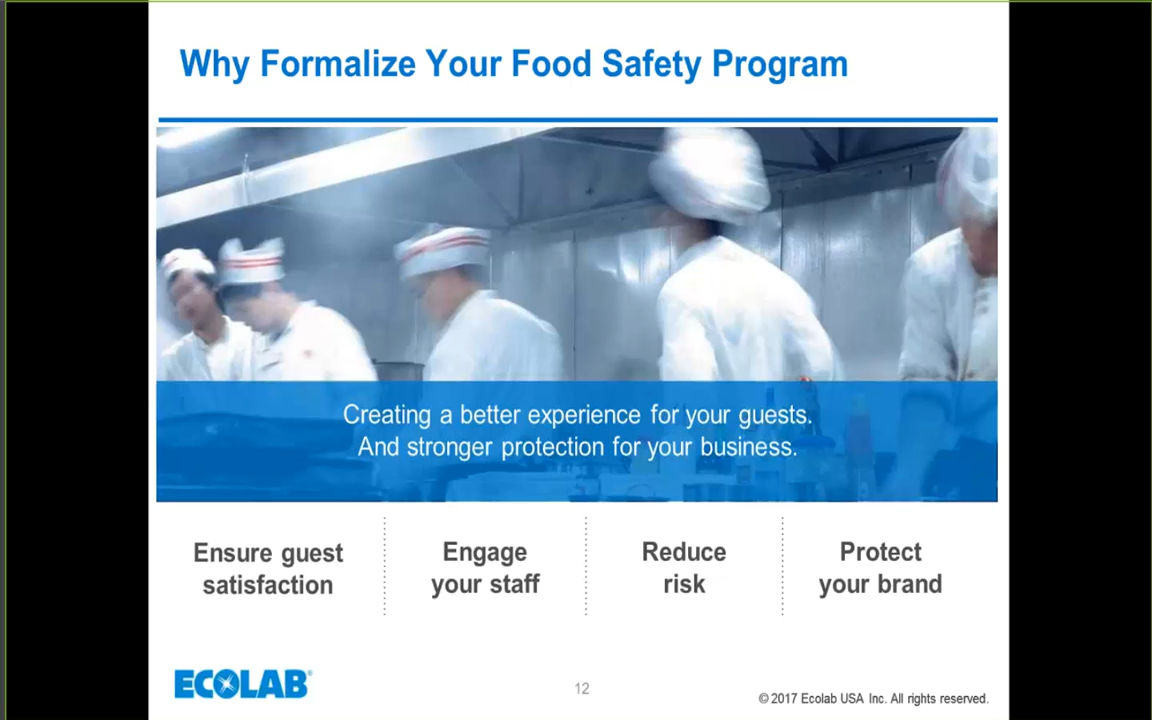 Why Formalize Your Food Safety Program
Creating a better experience for your guests.
And stronger protection for your business.
Ensure guest
satisfaction
Engage
your staff
Reduce
risk
Protect
your brand
ECOLAB®
12
© 2017 Ecolab USA Inc. All rights reserved.